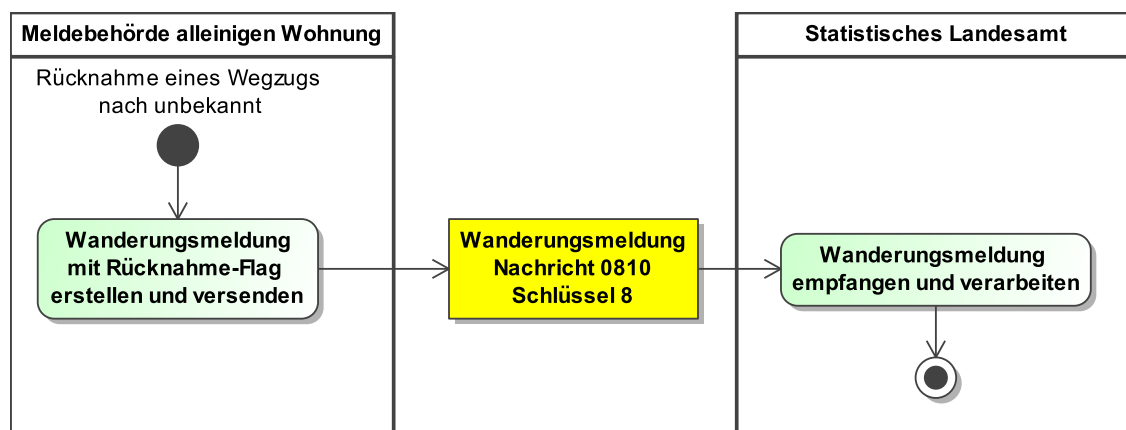 Meldebehörde alleinigen Wohnung
Statistisches Landesamt
Rücknahme eines Wegzugs
nach unbekannt
Wanderungsmeldung
mit Rücknahme-Flag
erstellen und versenden
Wanderungsmeldung
Nachricht 0810
Schlüssel 8
Wanderungsmeldung
empfangen und verarbeiten